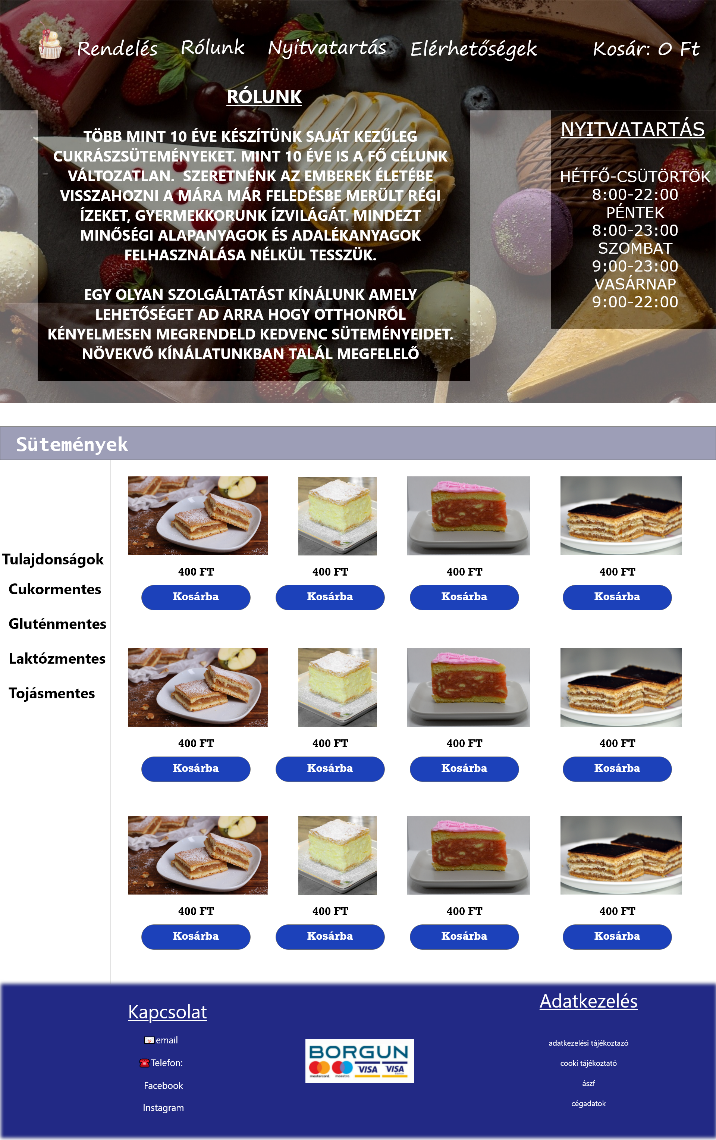 Rendelés Rólunk Nyitvatartás Elérhetőségek Kosár: 0 Ft
RÓLUNK
TÖBB MINT 10 ÉVE KÉSZÍTÜNK SAJÁT KEZŰLEG
CUKRÁSZSÜTEMÉNYEKET. MINT 10 ÉVE IS A FŐ CÉLUNK
VÁLTOZATLAN. SZERETNÉNK AZ EMBEREK ÉLETÉBE
VISSZAHOZNI A MÁRA MÁR FELEDÉSBE MERÜLT RÉGI
ÍZEKET, GYERMEKKORUNK ÍZVILÁGÁT. MINDEZT
MINŐSÉGI ALAPANYAGOK ÉS ADALÉKANYAGOK
FELHASZNÁLÁSA NÉLKÜL TESSZÜK.
EGY OLYAN SZOLGÁLTATÁST KÍNÁLUNK AMELY
LEHETŐSÉGET AD ARRA HOGY OTTHONRÓL
KÉNYELMESEN MEGRENDELD KEDVENC SÜTEMÉNYEIDET.
NÖVEKVŐ KÍNÁLATUNKBAN TALÁL MEGFELELŐ
NYITVATARTÁS
HÉTFŐ-CSÜTÖRTÖK
8:00-22:00
PÉNTEK
8:00-23:00
SZOMBAT
9:00-23:00
VASÁRNAP
9:00-22:00
Sütemények
Tulajdonságok
Cukormentes
Gluténmentes
Laktózmentes
Tojásmentes
400 FT 400 FT 400 FT 400 FT
Kosárba Kosárba Kosárba Kosárba
400 FT 400 FT 400 FT 400 FT
Kosárba Kosárba Kosárba Kosárba
400 FT 400 FT 400 FT 400 FT
Kosárba Kosárba Kosárba Kosárba
Kapcsolat
email
Telefon:
Facebook
Instagram
BORGUN
mastercard maestro VISA VISA
Adatkezelés
adatkezelési tájékoztazó
cooki tájékoztató
ászf
cégadatok